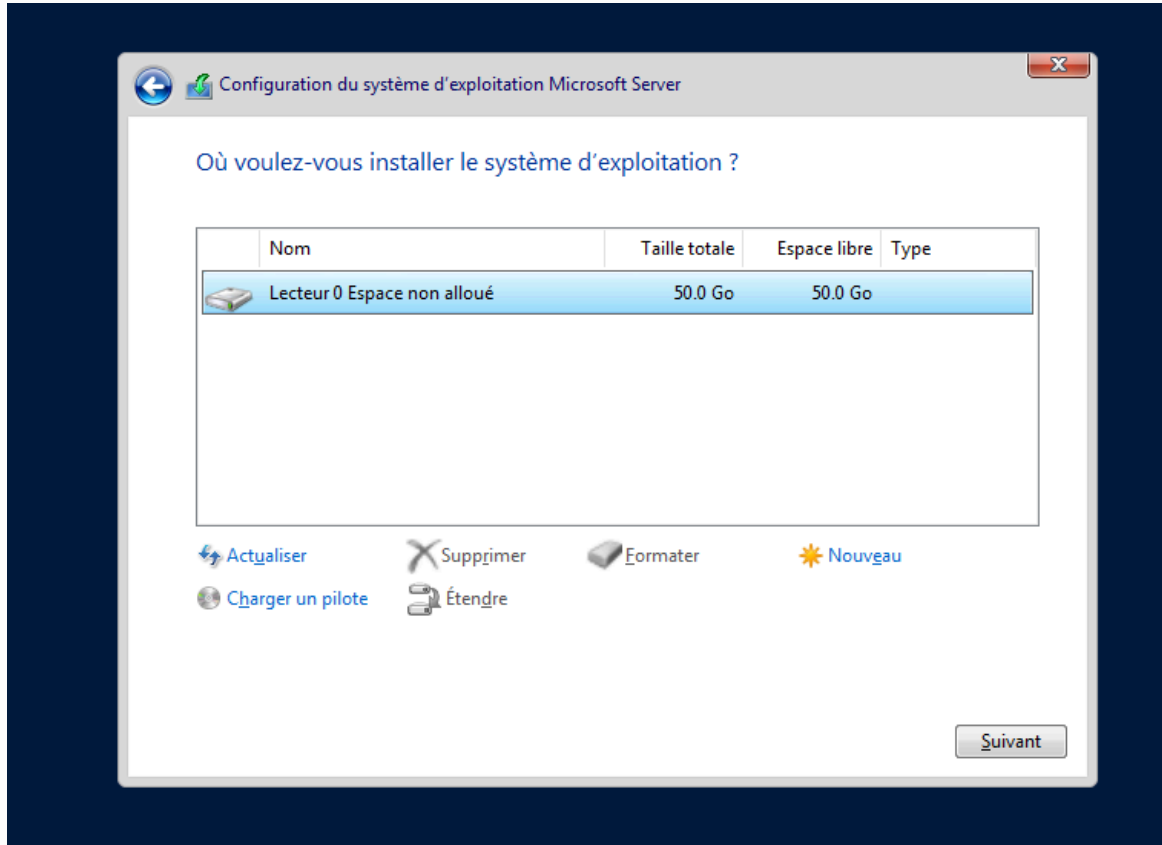 Configuration du système d'exploitation Microsoft Server
Où voulez-vous installer le système d'exploitation ?
Nom Taille totale Espace libre Type
Lecteur 0 Espace non alloué 50.0 Go 50.0 Go
Actualiser Supprimer Formater Nouveau
Charger un pilote Étendre
Suivant